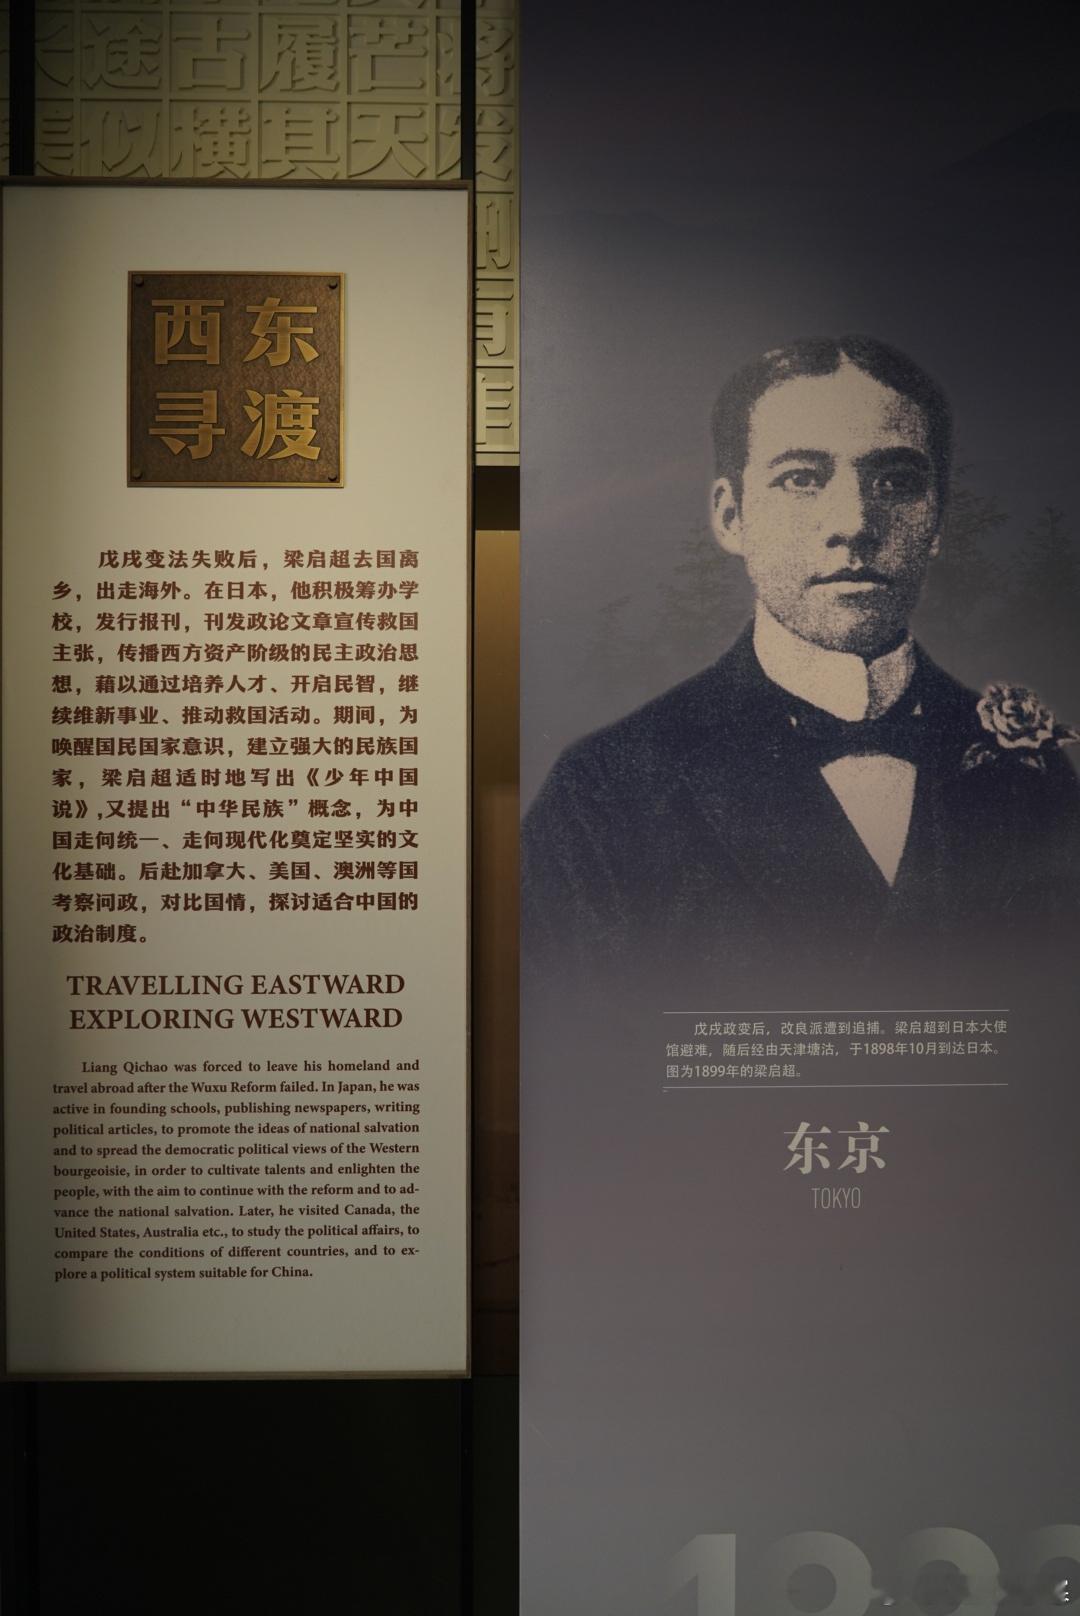 途古履芒将
似横其天发
有
东渡
西寻
戊戌变法失败后，梁启超去国离
乡，出走海外。在日本，他积极筹办学
校，发行报刊，刊发政论文章宣传救国
主张，传播西方资产阶级的民主政治思
想，藉以通过培养人才、开启民智，继
续维新事业、推动救国活动。期间，为
唤醒国民国家意识，建立强大的民族国
家，梁启超适时地写出《少年中国
说》,又提出“中华民族”概念，为中
国走向统一、走向现代化奠定坚实的文
化基础。后赴加拿大、美国、澳洲等国
考察问政，对比国情，探讨适合中国的
政治制度。
TRAVELLING EASTWARD
EXPLORING WESTWARD
Liang Qichao was forced to leave his homeland and
travel abroad after the Wuxu Reform failed. In Japan, he was
active in founding schools, publishing newspapers, writing
political articles, to promote the ideas of national salvation
and to spread the democratic political views of the Western
bourgeoisie, in order to cultivate talents and enlighten the
people, with the aim to continue with the reform and to ad-
vance the national salvation. Later, he visited Canada, the
United States, Australia etc., to study the political affairs, to
compare the conditions of different countries, and to ex-
plore a political system suitable for China.
戊戌政变后，改良派遭到追捕。梁启超到日本大使
馆避难，随后经由天津塘沽，于1898年10月到达日本。
图为1899年的梁启超。
东京
TOKYO